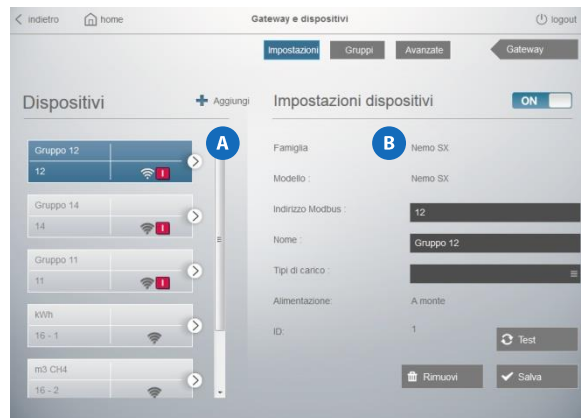 indietro home Gateway e dispositivi logout
Impostazioni Gruppi Avanzate Gateway
Dispositivi Aggiungi
A
Gruppo 12
12 I
Gruppo 14
14 I
Gruppo 11
11 I
kWh
16 - 1
m3 CH4
16 - 2
Impostazioni dispositivi ON
B
Famiglia Nemo SX
Modello : Nemo SX
Indirizzo Modbus : 12
Nome : Gruppo 12
Tipi di carico :
Alimentazione: A monte
ID: 1
Test
Rimuovi Salva